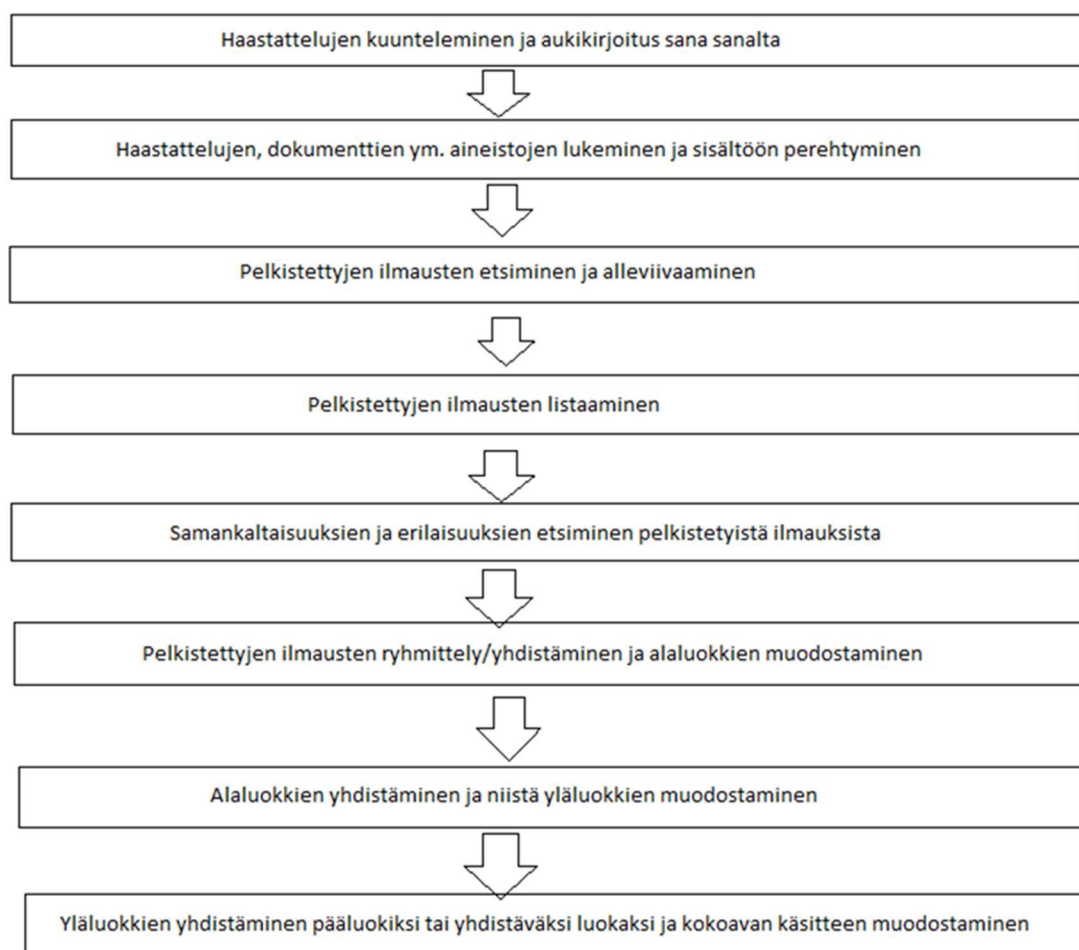 Haastattelujen kuunteleminen ja aukikirjoitus sana sanalta
Haastattelujen, dokumenttien ym. aineistojen lukeminen ja sisältöön perehtyminen
Pelkistettyjen ilmausten etsiminen ja alleviivaaminen
Pelkistettyjen ilmausten listaaminen
Samankaltaisuuksien ja erilaisuuksien etsiminen pelkistetyistä ilmauksista
Pelkistettyjen ilmausten ryhmittely/yhdistäminen ja alaluokkien muodostaminen
Alaluokkien yhdistäminen ja niistä yläluokkien muodostaminen
Yläluokkien yhdistäminen pääluokiksi tai yhdistäväksi luokaksi ja kokoavan käsitteen muodostaminen